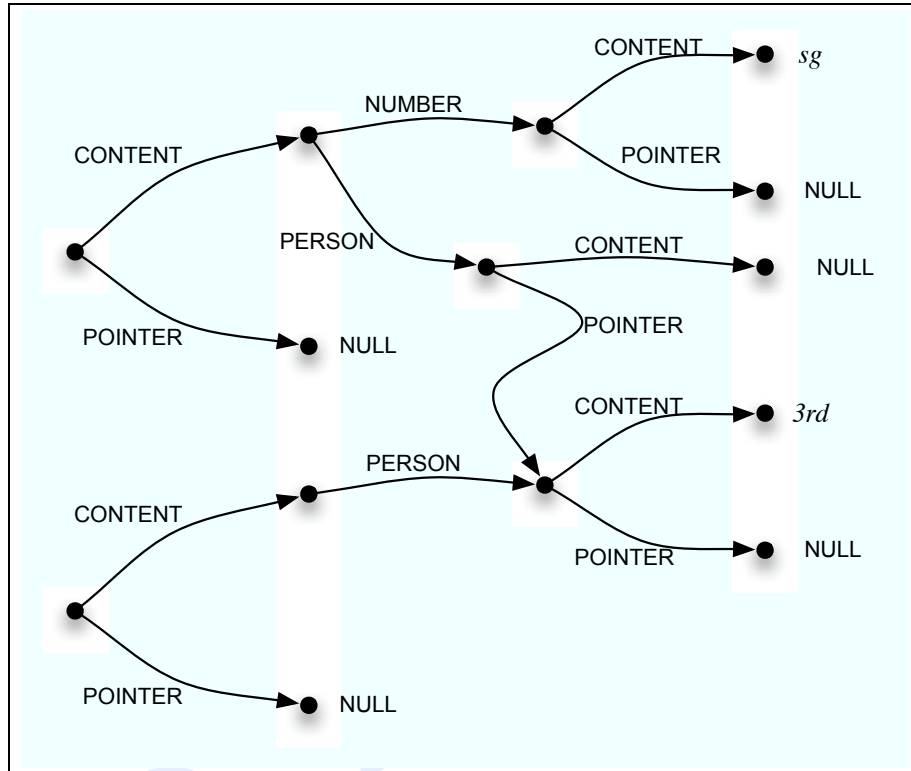 CONTENT
sg
NUMBER
CONTENT
POINTER
NULL
PERSON
CONTENT
NULL
POINTER
POINTER
NULL
CONTENT
3rd
PERSON
CONTENT
POINTER
NULL
POINTER
NULL